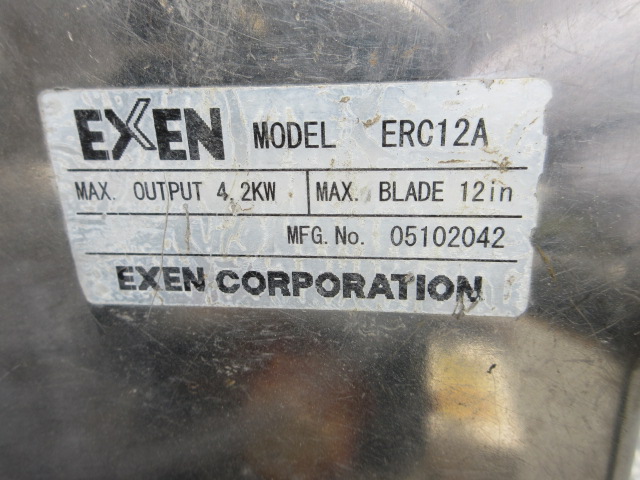 EXEN MODEL ERC12A
MAX. OUTPUT 4.2KW MAX. BLADE 12in
MFG. No. 05102042
EXEN CORPORATION